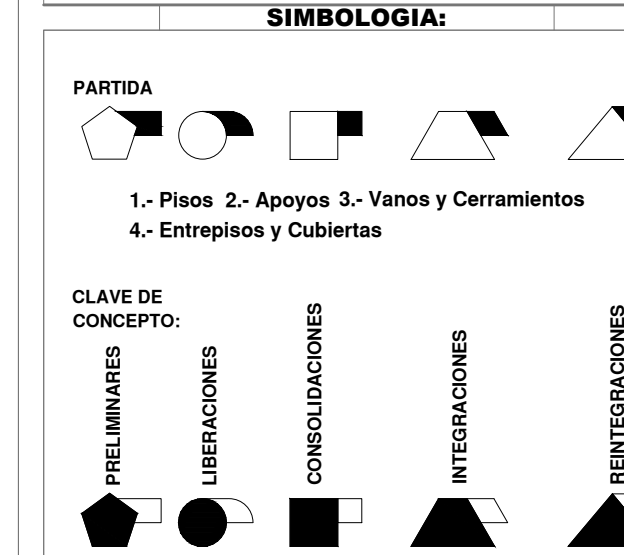 SIMBOLOGIA:
PARTIDA
1.- Pisos 2.- Apoyos 3.- Vanos y Cerramientos
4.- Entrepisos y Cubiertas
CLAVE DE
CONCEPTO:
PRELIMINARES
LIBERACIONES
CONSOLIDACIONES
INTEGRACIONES
REINTEGRACIONES